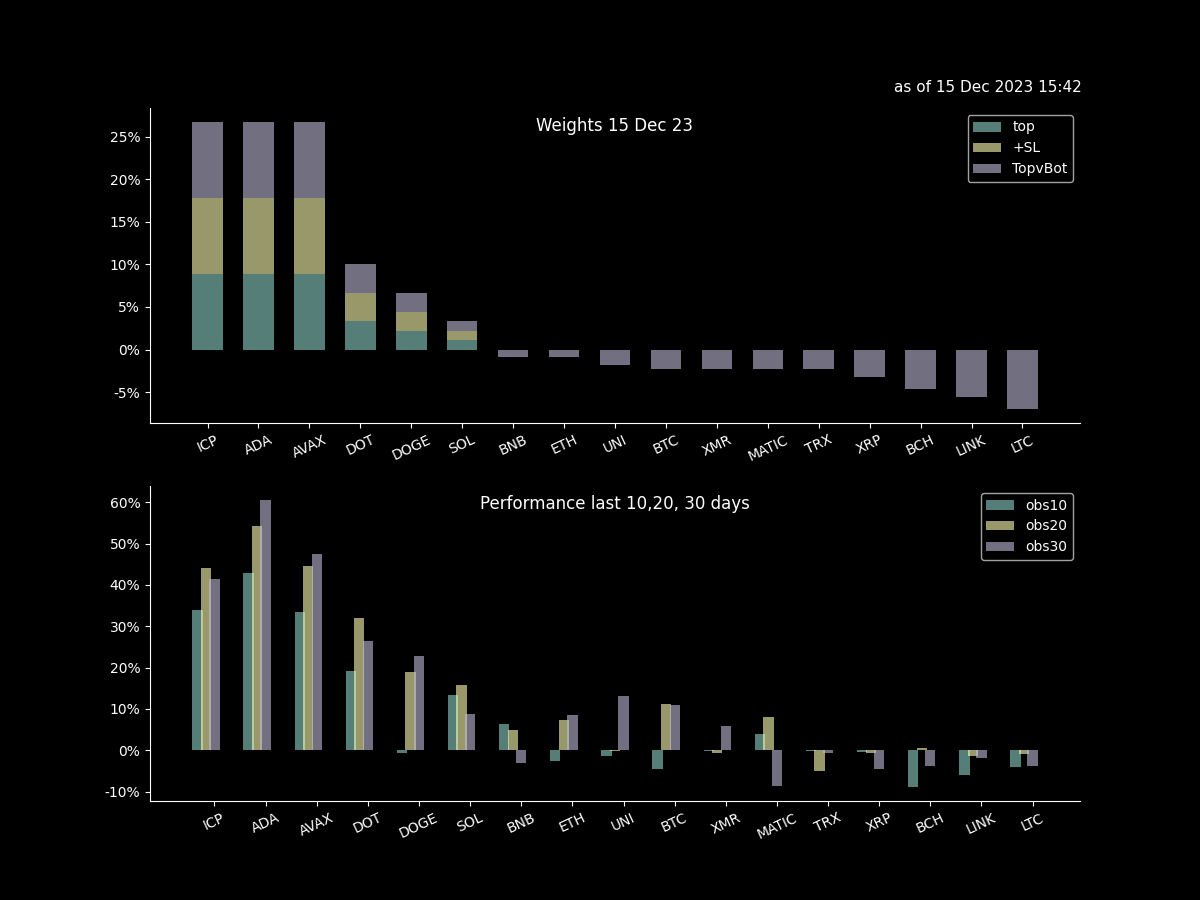 as of 15 Dec 2023 15:42
Weights 15 Dec 23
top
+SL
TopvBot
25%
20%
15%
10%
5%
0%
-5%
ICP ADA AVAX DOT DOGE SOL BNB ETH UNI BTC XMR MATIC TRX XRP BCH LINK LTC
Performance last 10,20, 30 days
obs10
obs20
obs30
60%
50%
40%
30%
20%
10%
0%
-10%
ICP ADA AVAX DOT DOGE SOL BNB ETH UNI BTC XMR MATIC TRX XRP BCH LINK LTC